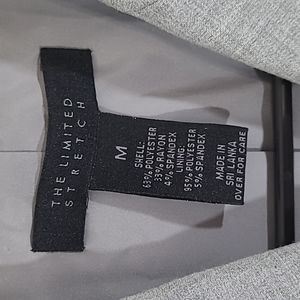 THE LIMITED
STRETCH
M
SHELL:
63% POLYESTER
33% RAYON
4% SPANDEX
LINING:
95% POLYESTER
5% SPANDEX
MADE IN
SRI LANKA
OVER FOR CARE